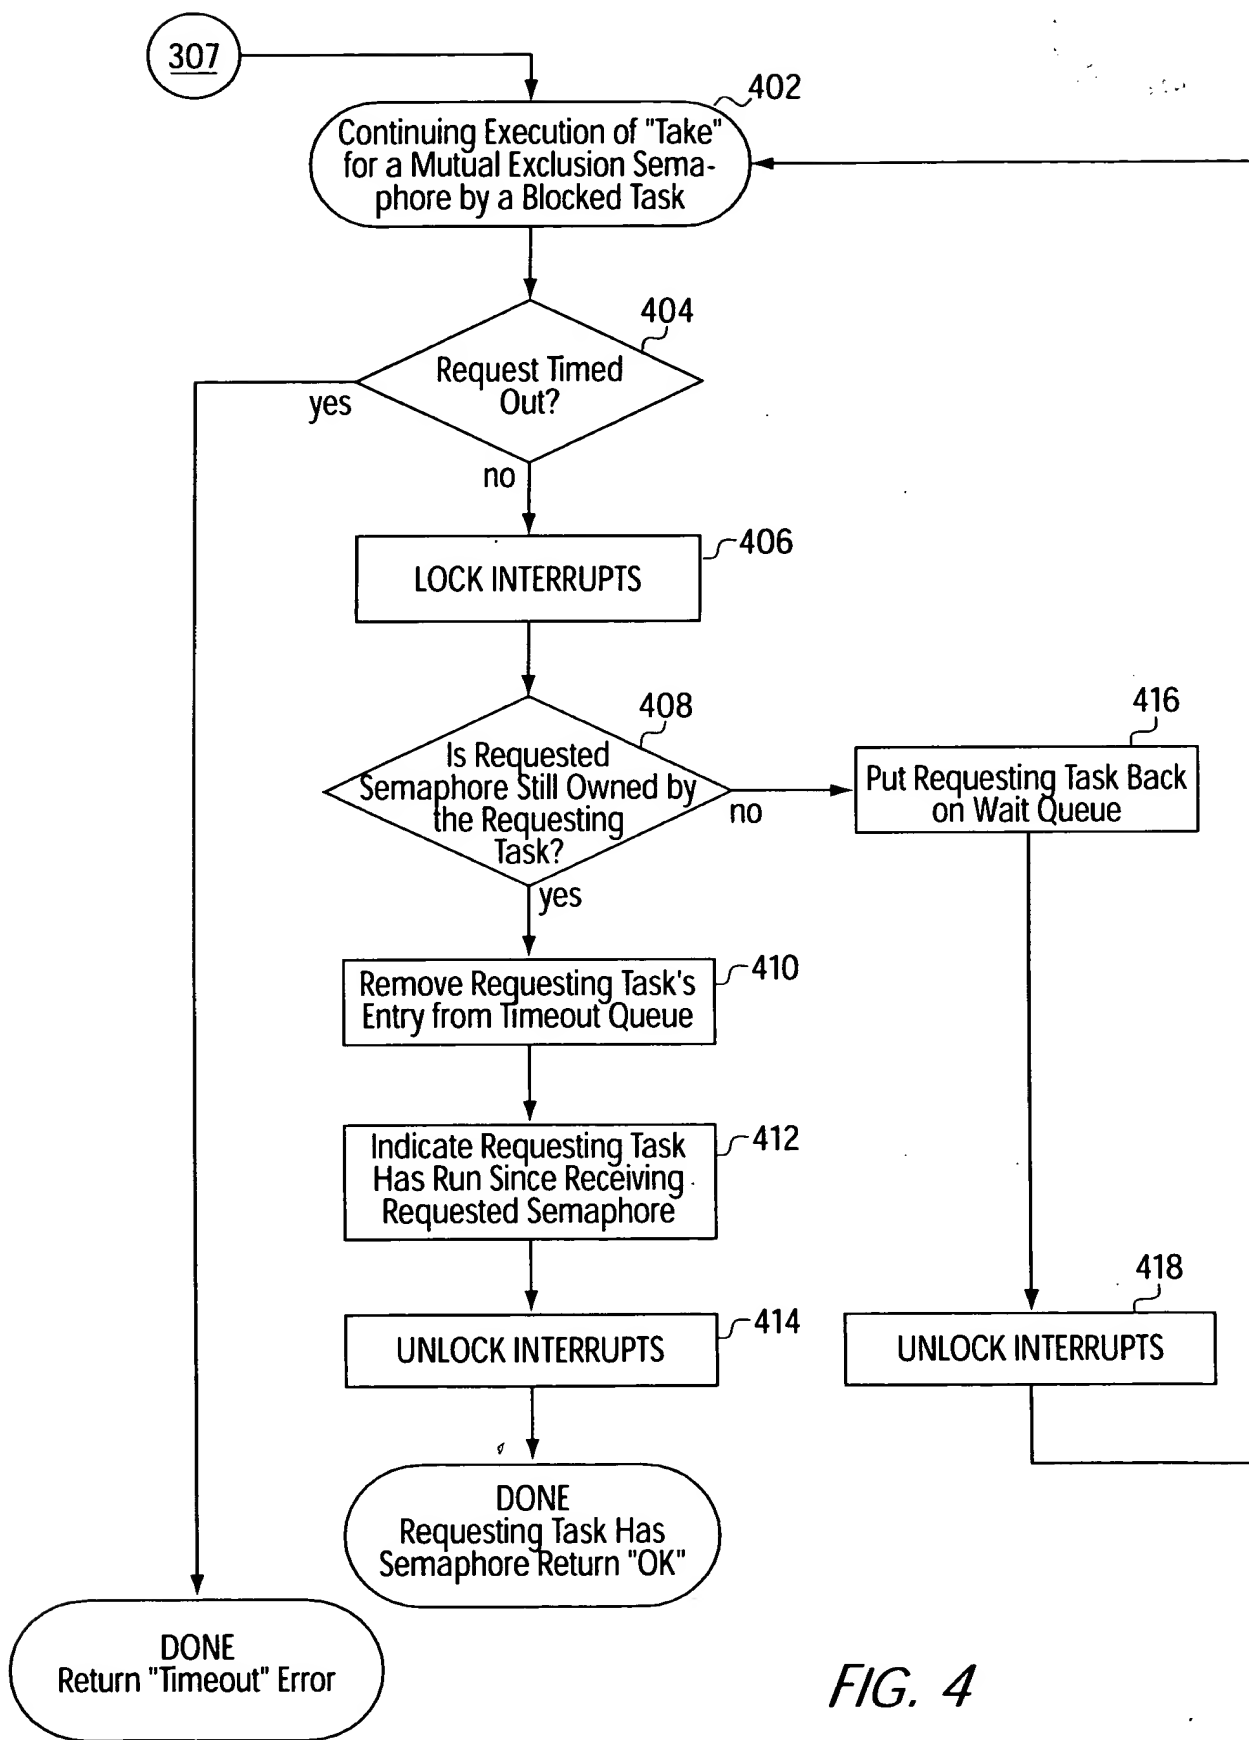 307
402
Continuing Execution of "Take"
for a Mutual Exclusion Sema-
phore by a Blocked Task
404
Request Timed
Out?
yes
no
406
LOCK INTERRUPTS
408
Is Requested
Semaphore Still Owned by
the Requesting
Task?
no
yes
416
Put Requesting Task Back
on Wait Queue
410
Remove Requesting Task's
Entry from Timeout Queue
412
Indicate Requesting Task
Has Run Since Receiving
Requested Semaphore
414
UNLOCK INTERRUPTS
418
UNLOCK INTERRUPTS
DONE
Requesting Task Has
Semaphore Return "OK"
DONE
Return "Timeout" Error
FIG. 4